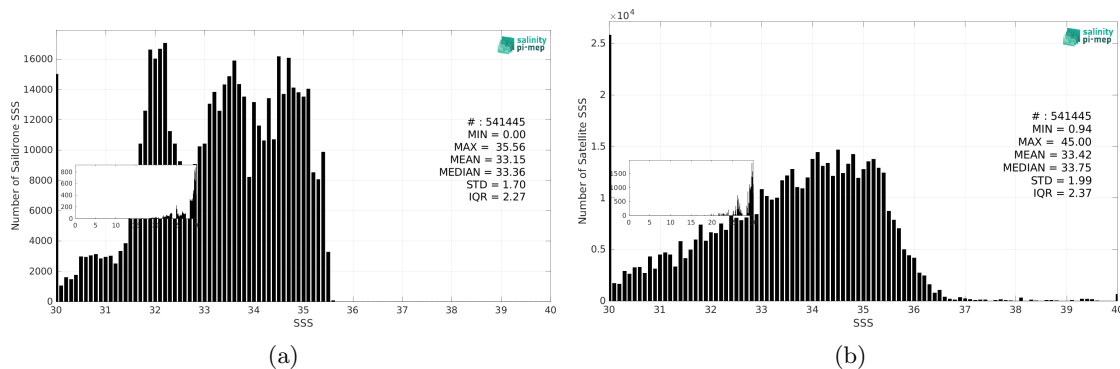 salinity
pi-mep
Number of Saildrone SSS
16000
14000
12000
10000
8000
6000
4000
2000
0
# : 541445
MIN = 0.00
MAX = 35.56
MEAN = 33.15
MEDIAN = 33.36
STD = 1.70
IQR = 2.27
800
600
400
200
0
0 5 10 15 20 25
30 31 32 33 34 35 36 37 38 39 40
SSS
(a)
×10⁴
salinity
pi-mep
Number of Satellite SSS
2.5
2
1.5
1
0.5
0
# : 541445
MIN = 0.94
MAX = 45.00
MEAN = 33.42
MEDIAN = 33.75
STD = 1.99
IQR = 2.37
1500
1000
500
0
0 5 10 15 20 25
30 31 32 33 34 35 36 37 38 39 40
SSS
(b)